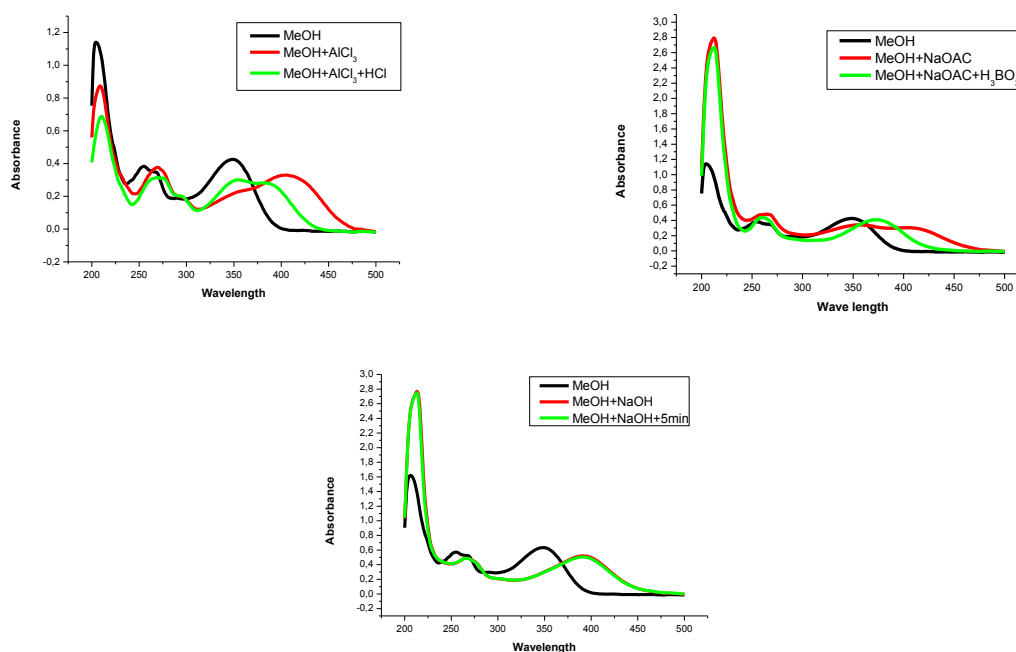 MeOH
MeOH+AlCl₃
MeOH+AlCl₃+HCl
1,2
1,0
0,8
0,6
0,4
0,2
0,0
0,2
Absorbance
200 250 300 350 400 450 500
Wavelength
MeOH
MeOH+NaOAC
MeOH+NaOAC+H₃BO₃
3,0
2,8
2,6
2,4
2,2
2,0
1,8
1,6
1,4
1,2
1,0
0,8
0,6
0,4
0,2
0,0
-0,2
Absorbance
200 250 300 350 400 450 500
Wave length
MeOH
MeOH+NaOH
MeOH+NaOH+5min
3,0
2,8
2,6
2,4
2,2
2,0
1,8
1,6
1,4
1,2
1,0
0,8
0,6
0,4
0,2
0,0
-0,2
Absorbance
200 250 300 350 400 450 500
Wavelength